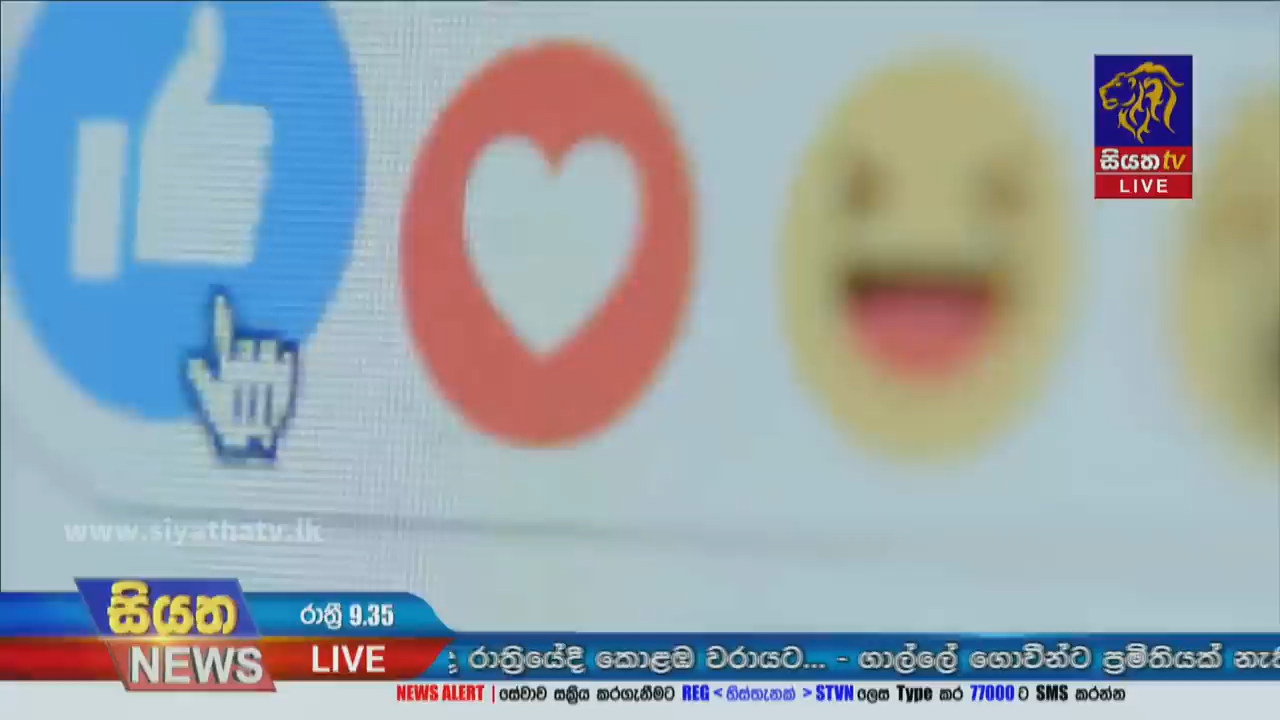 සියත tv
LIVE
www.siyathatv.lk
සියත
NEWS
රාත්‍රී 9.35
LIVE
රාත්‍රියේදී කොළඹ වරායට... - ගාල්ලේ ගොවීන්ට ප්‍රමිතියක්
NEWS ALERT | සේවාව සක්‍රීය කරගැනීමට REG < හිස්තැනක් > STVN ලෙස Type කර 77000 ට SMS කරන්න